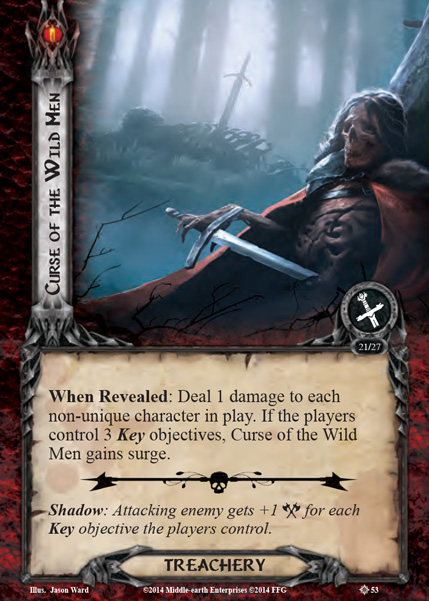 CURSE OF THE WILD MEN
21/27
When Revealed: Deal 1 damage to each
non-unique character in play. If the players
control 3 Key objectives, Curse of the Wild
Men gains surge.
Shadow: Attacking enemy gets +1 for each
Key objective the players control.
TREACHERY
Illus. Jason Ward ©2014 Middle-earth Enterprises ©2014 FFG 53